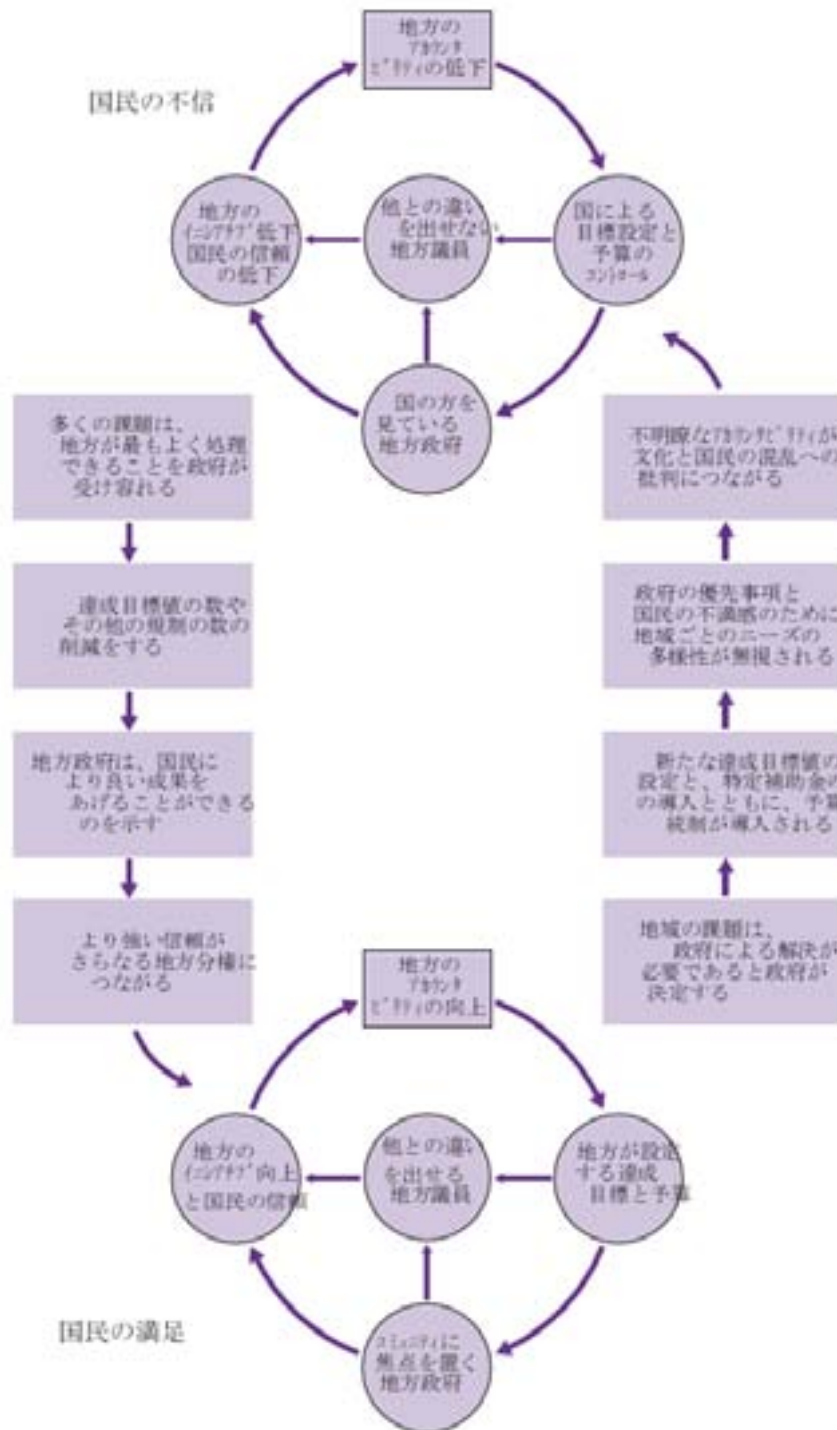 地方の
アカウンタ
ビリティの低下
国民の不信
地方の
イニシアチブ低下
国民の信頼
の低下
他との違い
を出せない
地方議員
国による
目標設定と
予算の
コントロール
国の方を
見ている
地方政府
多くの課題は、
地方が最もよく処理
できることを政府が
受け容れる
達成目標値の数や
その他の規制の数の
削減をする
地方政府は、国民に
より良い成果を
あげることができる
のを示す
より強い信頼が
さらなる地方分権に
つながる
不明瞭なアカウンタビリティが
文化と国民の混乱への
批判につながる
政府の優先事項と
国民の不満感のために
地域ごとのニーズの
多様性が無視される
新たな達成目標値の
設定と、特定補助金の
の導入とともに、予算
統制が導入される
地域の課題は、
政府による解決が
必要であると政府が
決定する
地方の
アカウンタ
ビリティの向上
地方の
イニシアチブ向上
と国民の信頼
他との違い
を出せる
地方議員
地方が設定
する達成
目標と予算
コミュニティに
焦点を置く
地方政府
国民の満足